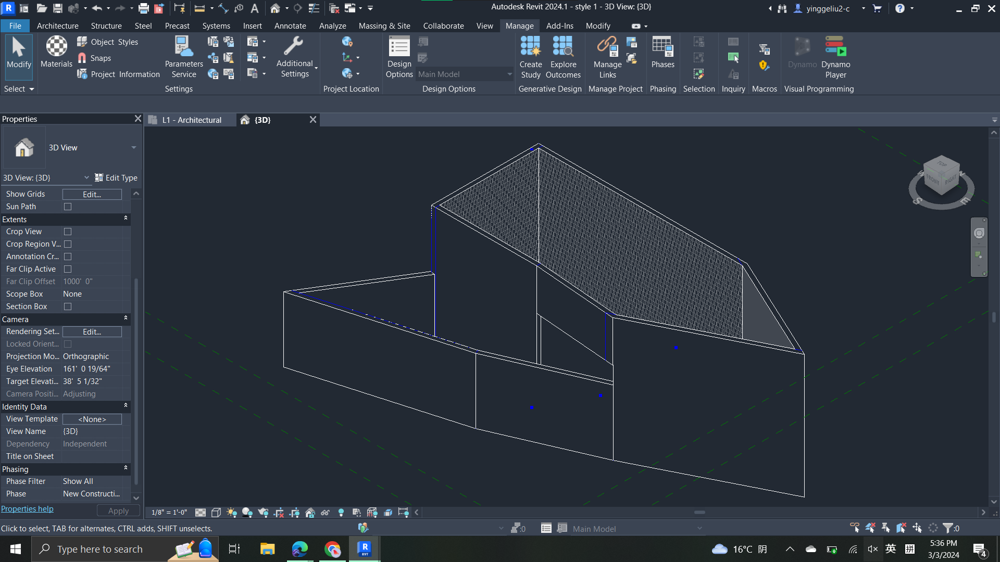 R
A
Autodesk Revit 2024.1 - style 1 - 3D View: {3D}
yinggeliu2-c
File
Architecture
Structure
Steel
Precast
Systems
Insert
Annotate
Analyze
Massing & Site
Collaborate
View
Manage
Add-Ins
Modify
Modify
Materials
Object Styles
Snaps
Project Information
Parameters
Service
Additional
Settings
Design
Options
Main Model
Create
Study
Explore
Outcomes
Manage
Links
Phases
Dynamo
Dynamo
Player
Select
Settings
Project Location
Design Options
Generative Design
Manage Project
Phasing
Selection
Inquiry
Macros
Visual Programming
Properties
L1 - Architectural
{3D}
3D View
3D View: {3D}
Edit Type
Show Grids Edit...
Sun Path
Extents
Crop View
Crop Region V...
Annotation Cr...
Far Clip Active
Far Clip Offset 1000' 0"
Scope Box None
Section Box
Camera
Rendering Set... Edit...
Locked Orient...
Projection Mo... Orthographic
Eye Elevation 161' 0 19/64"
Target Elevati... 38' 5 1/32"
Camera Positi... Adjusting
Identity Data
View Template <None>
View Name {3D}
Dependency Independent
Title on Sheet
Phasing
Phase Filter Show All
Phase New Constructi...
Properties help
Apply
TOP
FRONT
RIGHT
W
N
S
E
1/8" = 1'-0"
Click to select, TAB for alternates, CTRL adds, SHIFT unselects.
:0
Main Model
:0
Type here to search
R
RVT
16°C 阴
英
拼
5:36 PM
3/3/2024
4